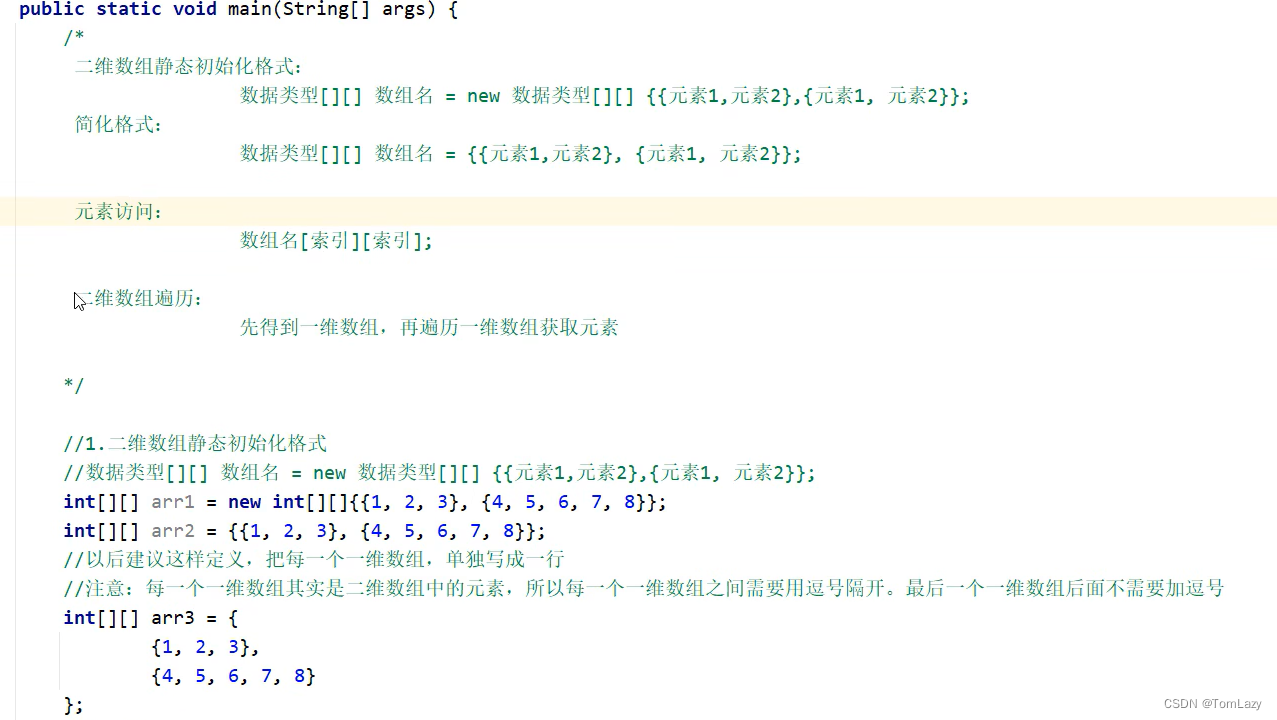 public static void main(String[] args) {
/*
二维数组静态初始化格式：
数据类型[][] 数组名 = new 数据类型[][] {{元素1,元素2},{元素1, 元素2}};
简化格式：
数据类型[][] 数组名 = {{元素1,元素2}, {元素1, 元素2}};
元素访问：
数组名[索引][索引];
二维数组遍历：
先得到一维数组，再遍历一维数组获取元素
*/
//1.二维数组静态初始化格式
//数据类型[][] 数组名 = new 数据类型[][] {{元素1,元素2},{元素1, 元素2}};
int[][] arr1 = new int[][]{{1, 2, 3}, {4, 5, 6, 7, 8}};
int[][] arr2 = {{1, 2, 3}, {4, 5, 6, 7, 8}};
//以后建议这样定义，把每一个一维数组，单独写成一行
//注意：每一个一维数组其实是二维数组中的元素，所以每一个一维数组之间需要用逗号隔开。最后一个一维数组后面不需要加逗号
int[][] arr3 = {
{1, 2, 3},
{4, 5, 6, 7, 8}
};
CSDN @TomLazy